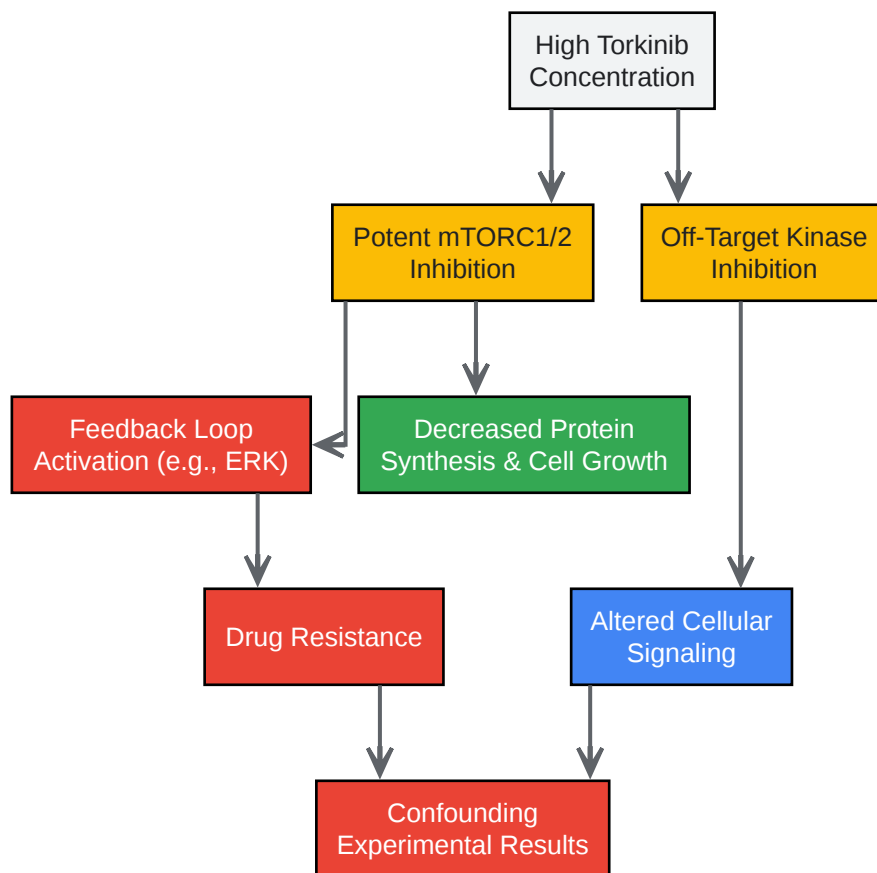 High Torkinib
Concentration
Potent mTORC1/2
Inhibition
Off-Target Kinase
Inhibition
Feedback Loop
Activation (e.g., ERK)
Decreased Protein
Synthesis & Cell Growth
Drug Resistance
Altered Cellular
Signaling
Confounding
Experimental Results